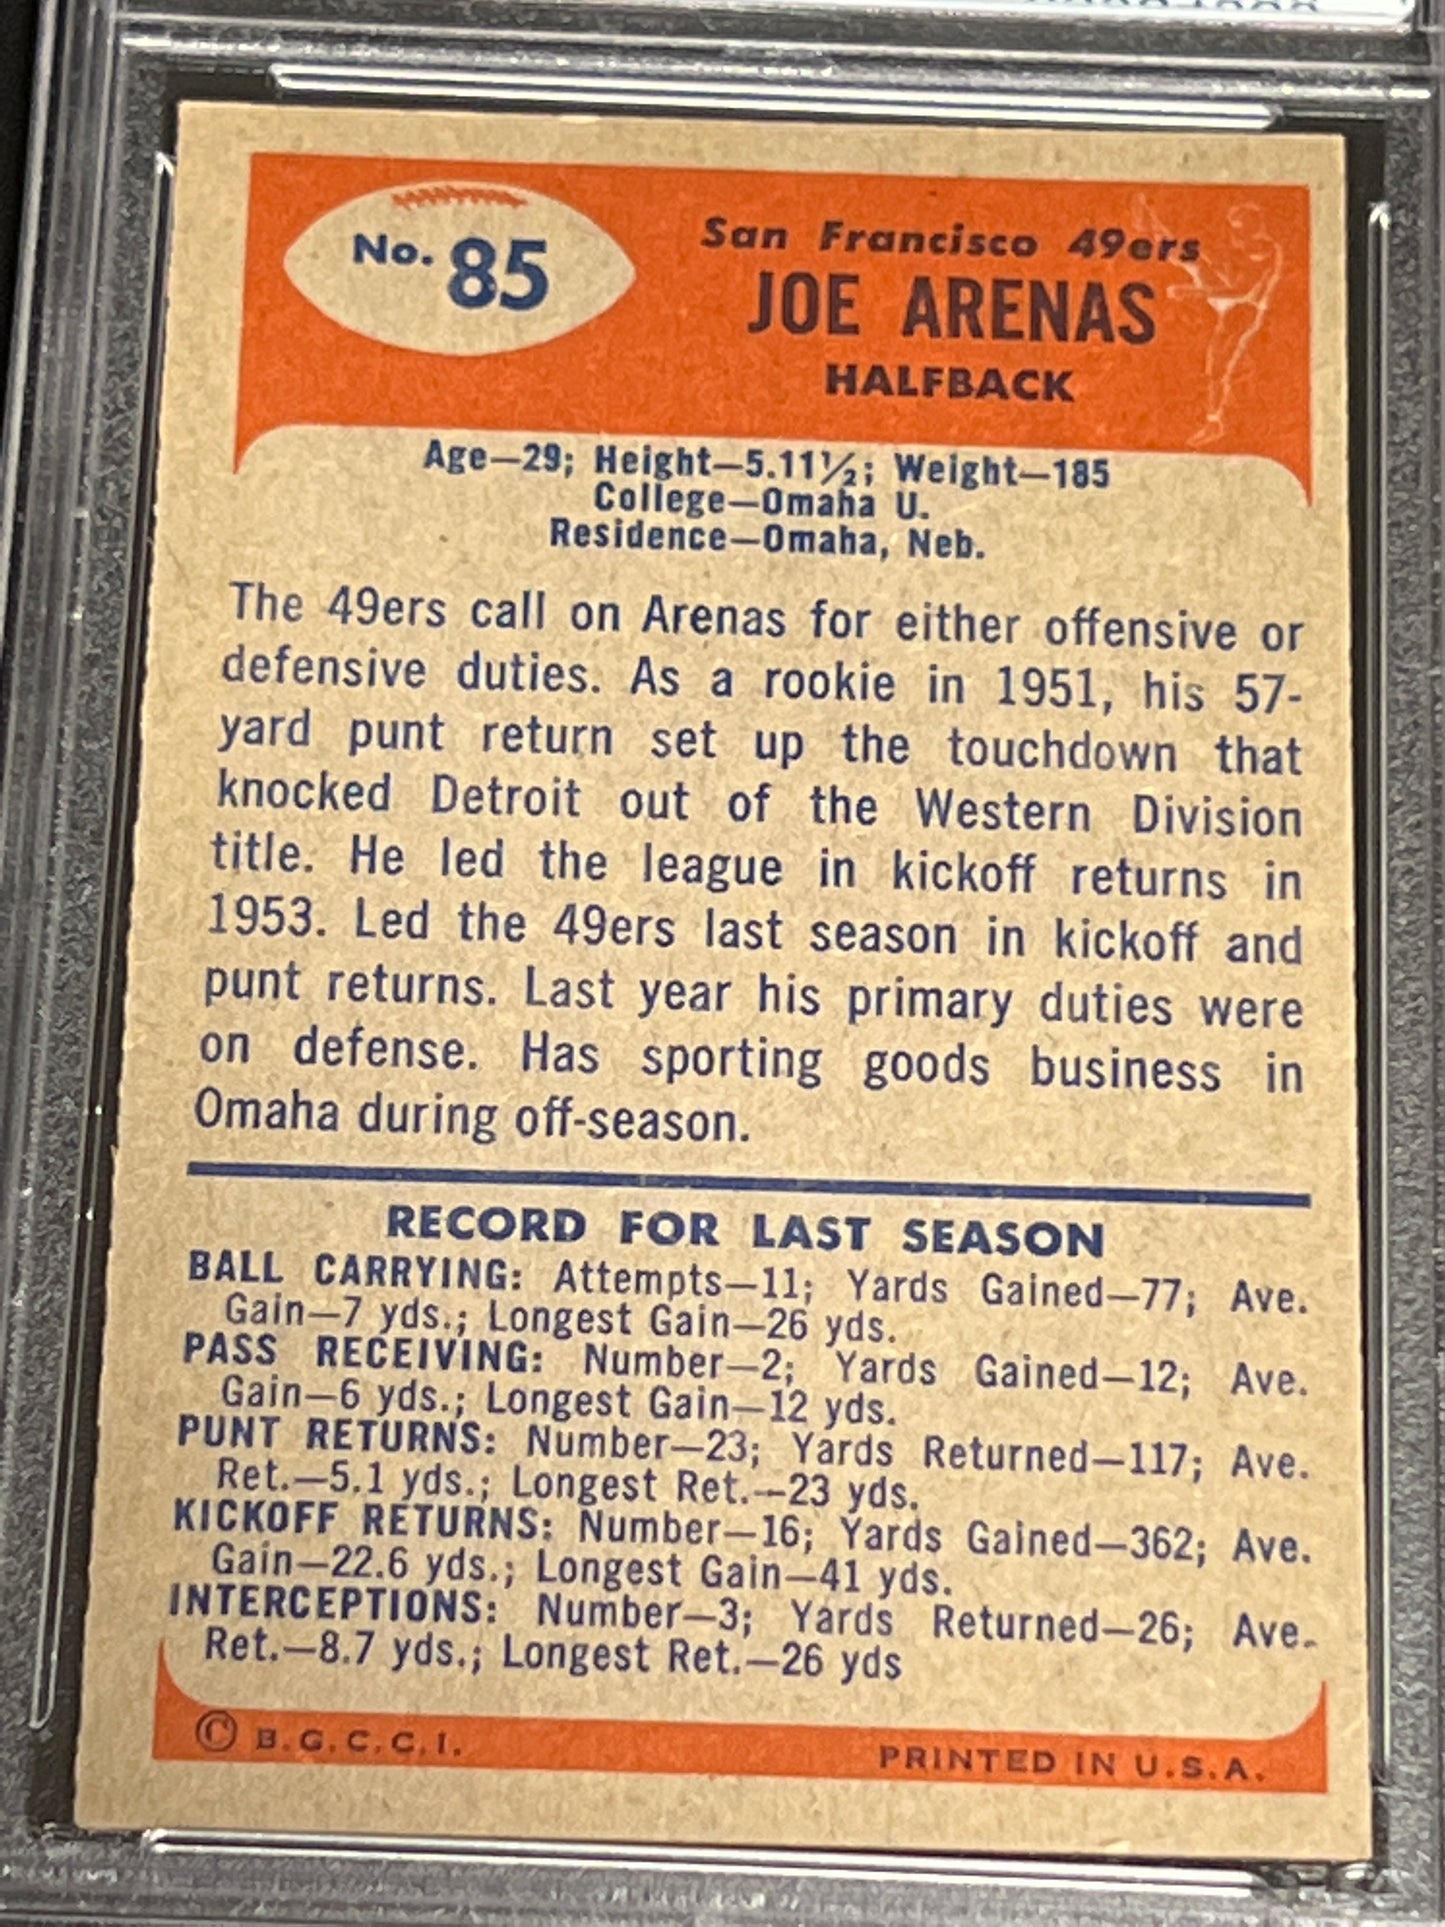 No. 85
San Francisco 49ers
JOE ARENAS
HALFBACK
Age—29; Height—5.11½; Weight—185
College—Omaha U.
Residence—Omaha, Neb.
The 49ers call on Arenas for either offensive or
defensive duties. As a rookie in 1951, his 57-
yard punt return set up the touchdown that
knocked Detroit out of the Western Division
title. He led the league in kickoff returns in
1953. Led the 49ers last season in kickoff and
punt returns. Last year his primary duties were
on defense. Has sporting goods business in
Omaha during off-season.
RECORD FOR LAST SEASON
BALL CARRYING: Attempts—11; Yards Gained—77; Ave.
Gain—7 yds.; Longest Gain—26 yds.
PASS RECEIVING: Number—2; Yards Gained—12; Ave.
Gain—6 yds.; Longest Gain—12 yds.
PUNT RETURNS: Number—23; Yards Returned—117; Ave.
Ret.—5.1 yds.; Longest Ret.—23 yds.
KICKOFF RETURNS: Number—16; Yards Gained—362; Ave.
Gain—22.6 yds.; Longest Gain—41 yds.
INTERCEPTIONS: Number—3; Yards Returned—26; Ave.
Ret.—8.7 yds.; Longest Ret.—26 yds
© B.G.C.C.I.
PRINTED IN U.S.A.